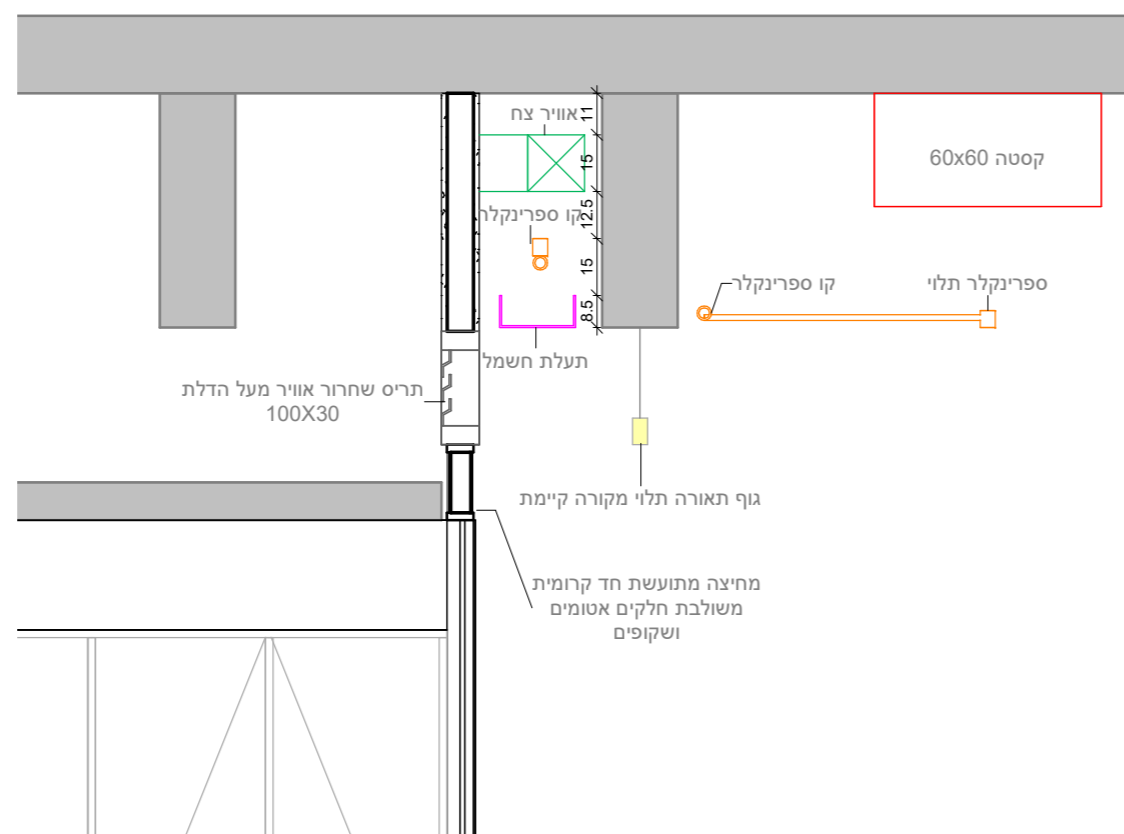 אוויר צח
11
15
12.5
15
8.5
קסטה 60x60
קו ספרינקלר
קו ספרינקלר
ספרינקלר תלוי
תעלת חשמל
תריס שחרור אוויר מעל הדלת
100X30
גוף תאורה תלוי מקורה קיימת
מחיצה מתועשת חד קרומית
משולבת חלקים אטומים
ושקופים